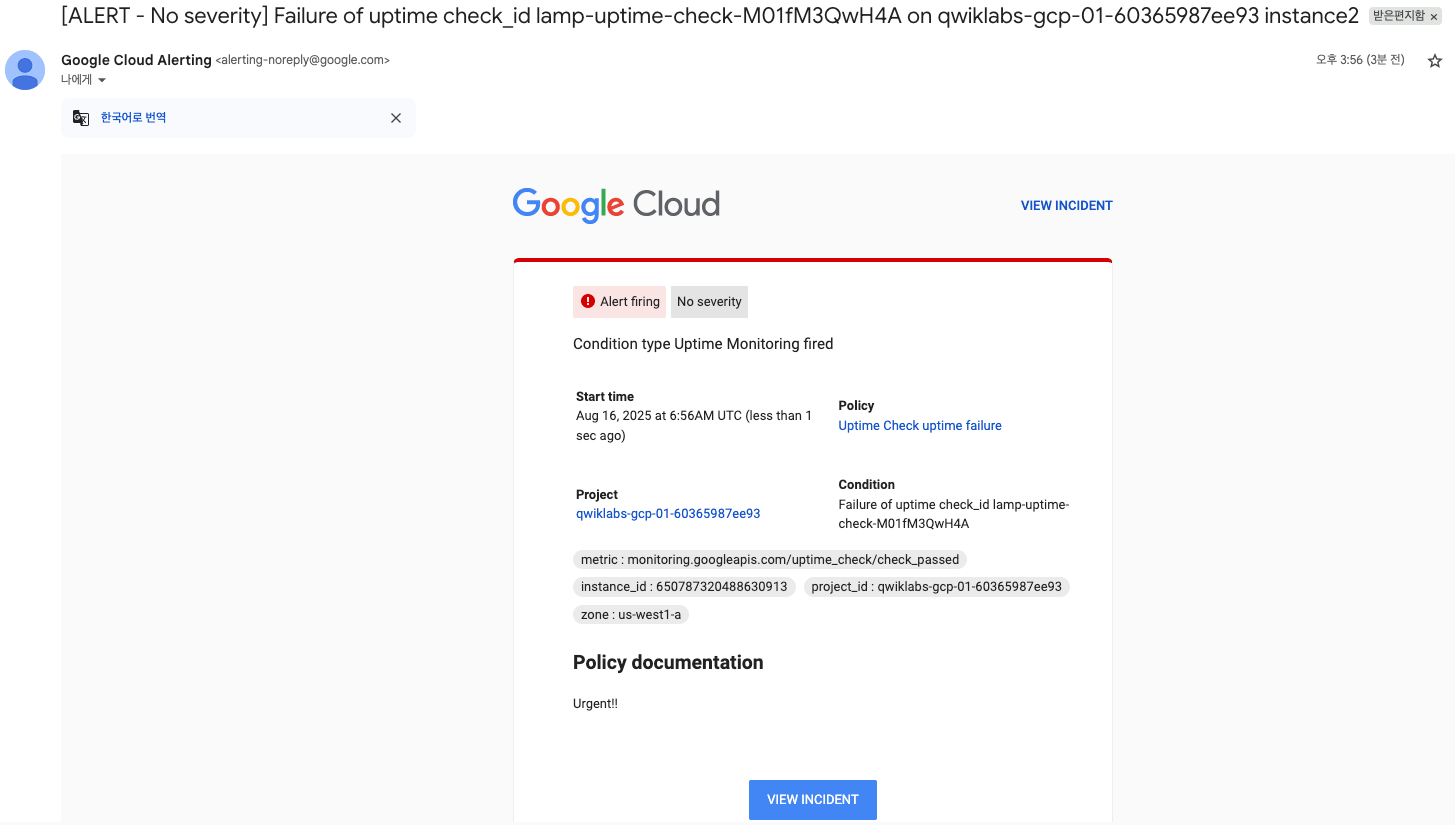 [ALERT - No severity] Failure of uptime check_id lamp-uptime-check-M01fM3QwH4A on qwiklabs-gcp-01-60365987ee93 instance2 받은편지함 ×
Google Cloud Alerting <alerting-noreply@google.com> 오후 3:56 (3분 전)
나에게
한국어로 번역
Google Cloud VIEW INCIDENT
Alert firing No severity
Condition type Uptime Monitoring fired
Start time
Aug 16, 2025 at 6:56AM UTC (less than 1
sec ago)
Policy
Uptime Check uptime failure
Project
qwiklabs-gcp-01-60365987ee93
Condition
Failure of uptime check_id lamp-uptime-
check-M01fM3QwH4A
metric : monitoring.googleapis.com/uptime_check/check_passed
instance_id : 650787320488630913 project_id : qwiklabs-gcp-01-60365987ee93
zone : us-west1-a
Policy documentation
Urgent!!
VIEW INCIDENT